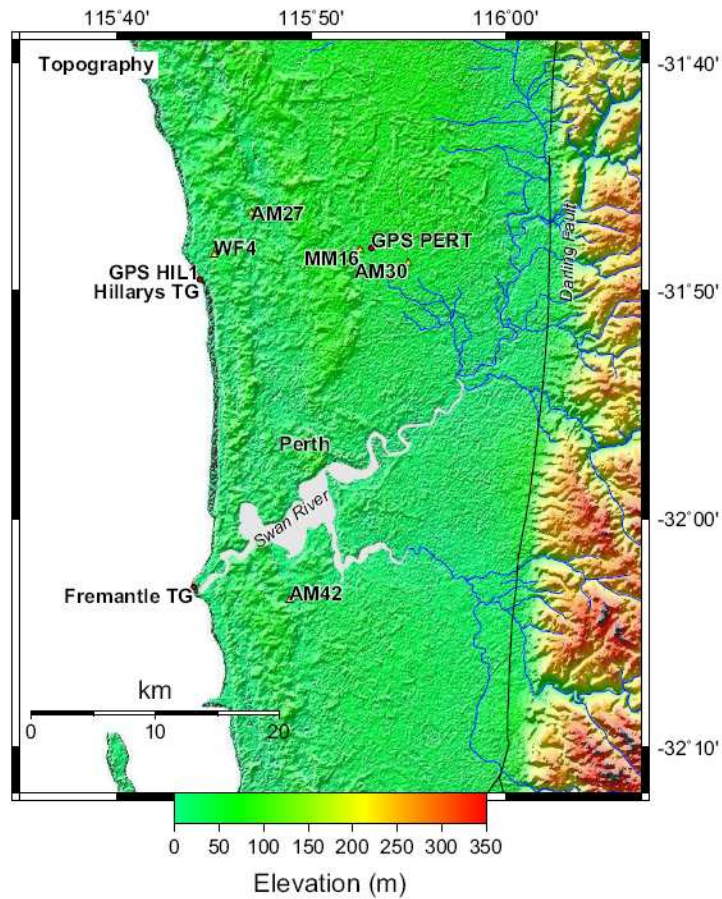 115°40' 115°50' 116°00'
Topography
-31°40'
AM27
WF4
GPS PERT
MM16
AM30
GPS HIL1
Hillarys TG
Darling Fault
-31°50'
Perth
Swan River
-32°00'
Fremantle TG
AM42
km
0 10 20
-32°10'
0 50 100 150 200 250 300 350
Elevation (m)